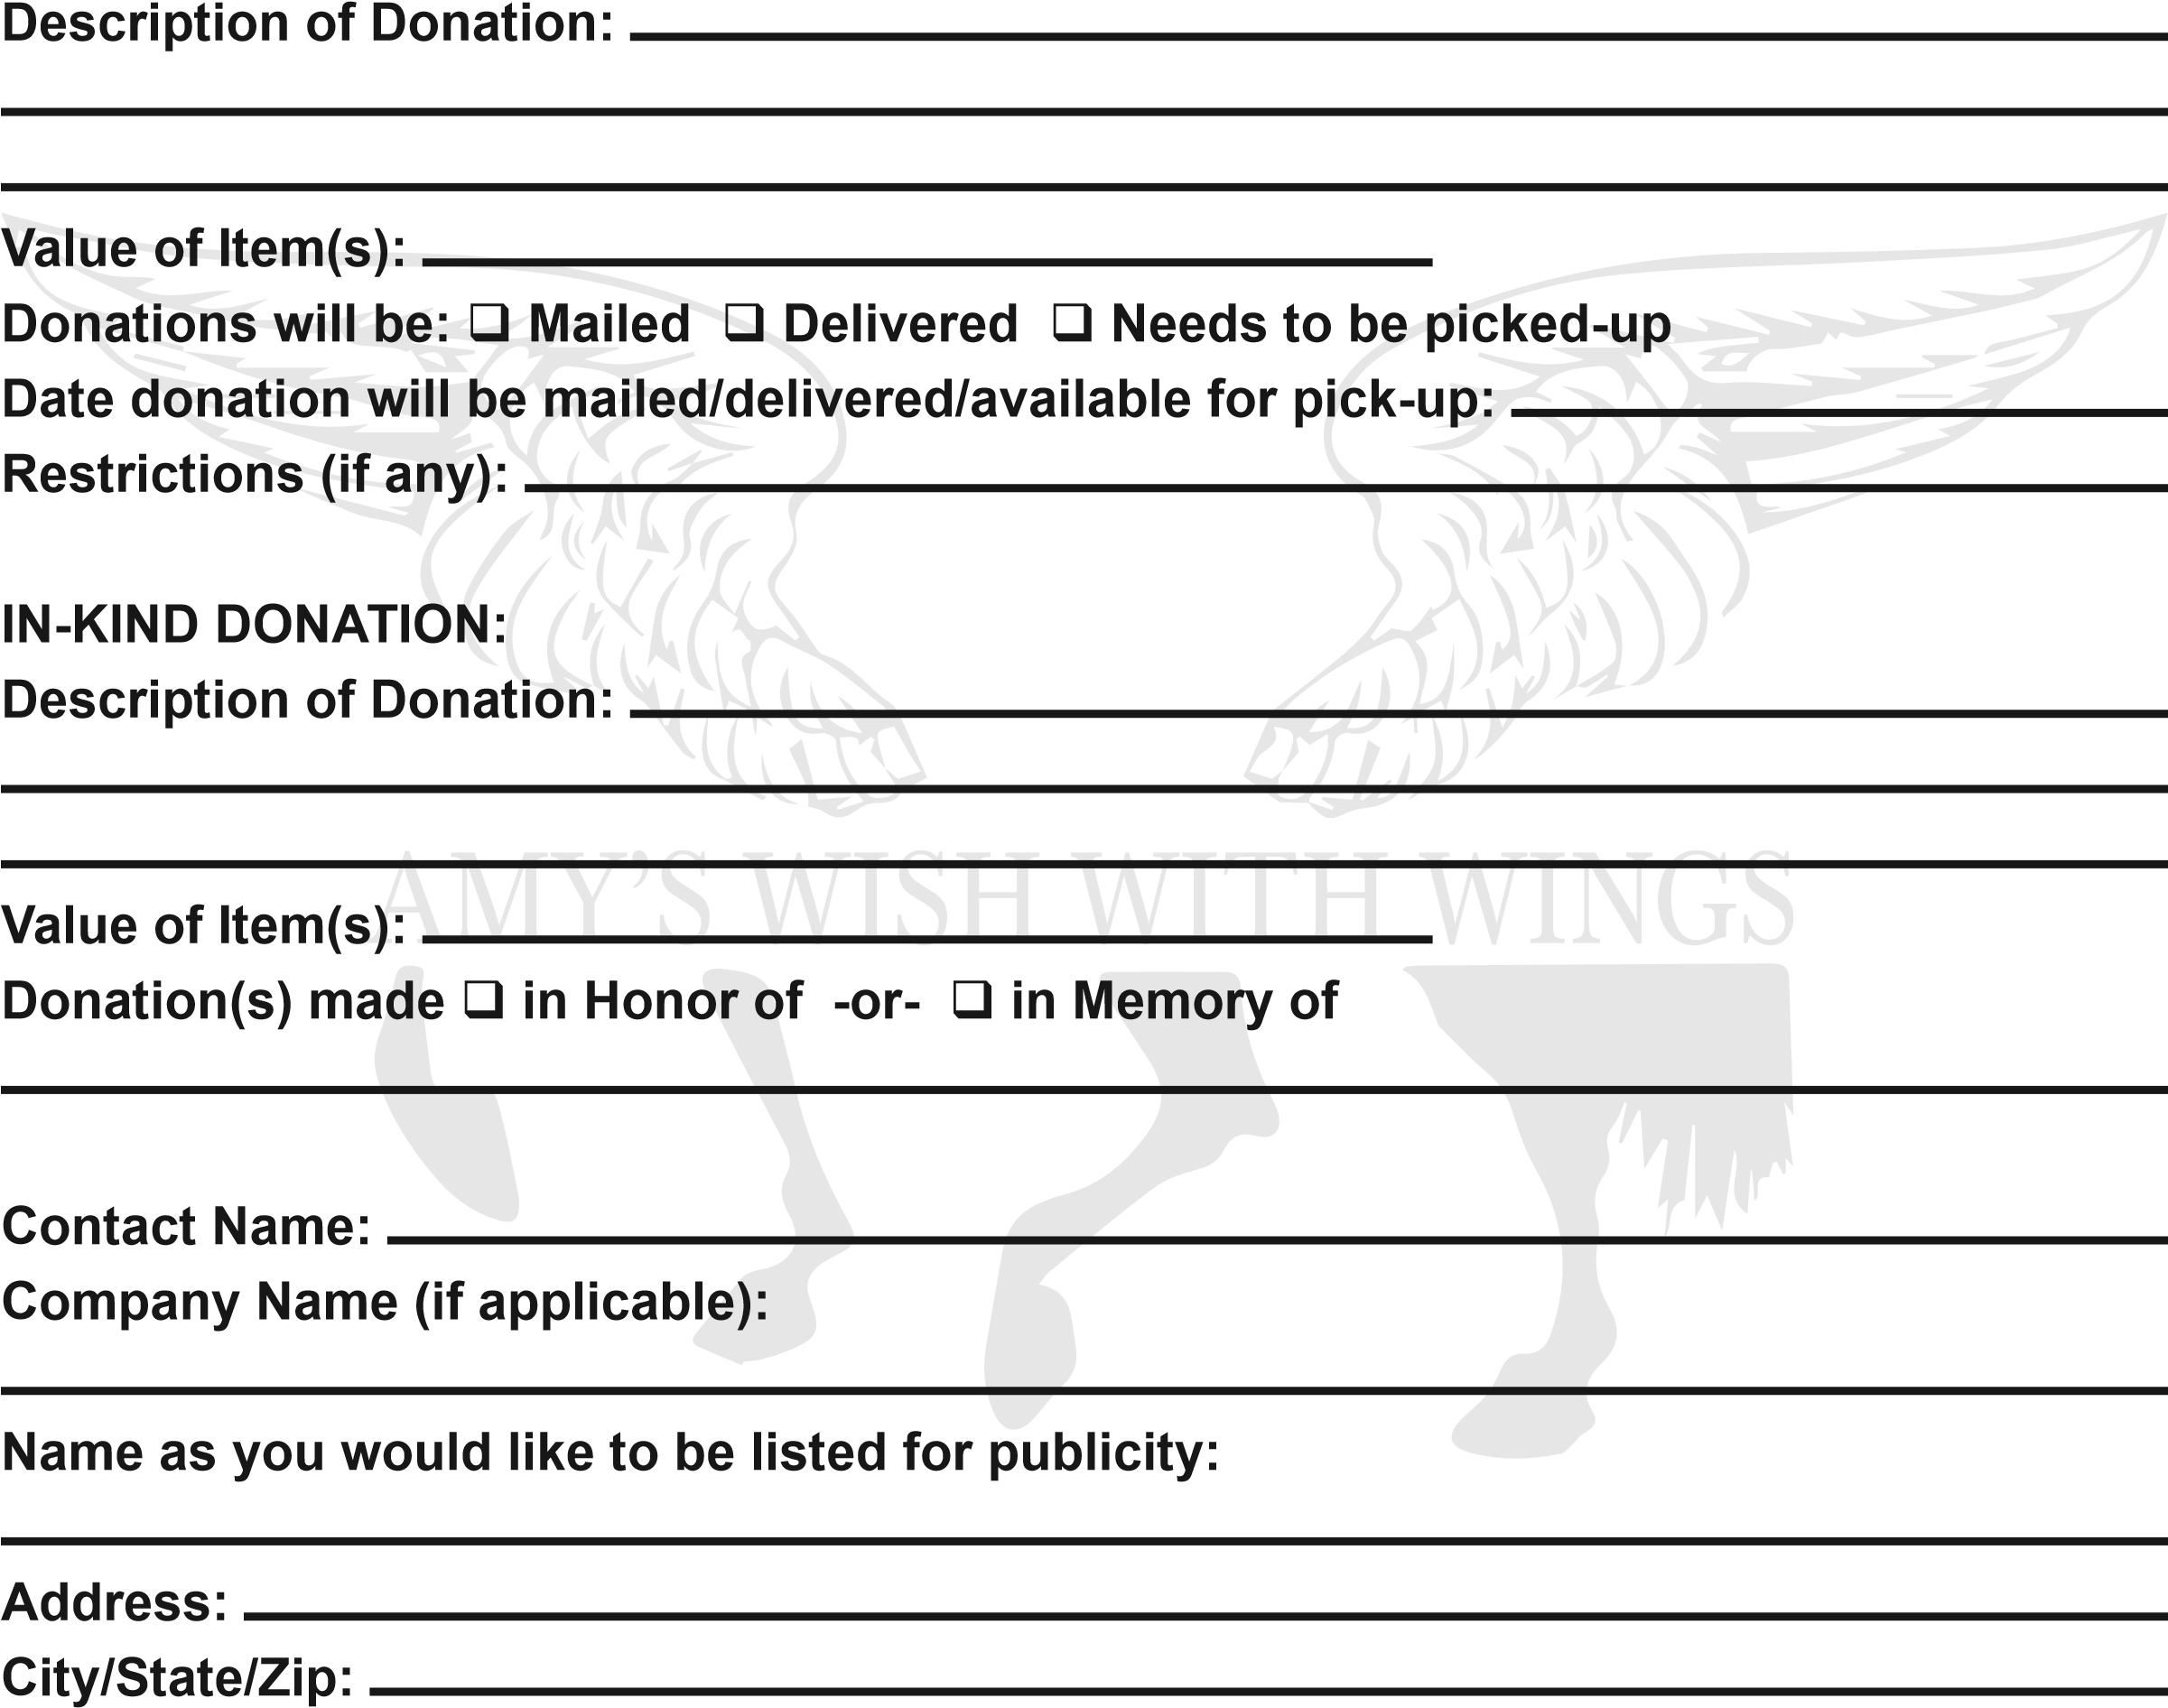 Description of Donation:
Value of Item(s):
Donations will be: ❑ Mailed ❑ Delivered ❑ Needs to be picked-up
Date donation will be mailed/delivered/available for pick-up:
Restrictions (if any):
IN-KIND DONATION:
Description of Donation:
AMY'S WISH WITH WINGS
Value of Item(s):
Donation(s) made ❑ in Honor of -or- ❑ in Memory of
Contact Name:
Company Name (if applicable):
Name as you would like to be listed for publicity:
Address:
City/State/Zip: